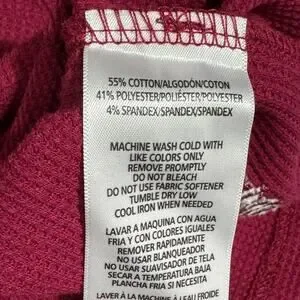 55% COTTON/ALGODÓN/COTON
41% POLYESTER/POLIÉSTER/POLYESTER
4% SPANDEX/SPANDEX/SPANDEX
MACHINE WASH COLD WITH
LIKE COLORS ONLY
REMOVE PROMPTLY
DO NOT BLEACH
DO NOT USE FABRIC SOFTENER
TUMBLE DRY LOW
COOL IRON WHEN NEEDED
LAVAR A MAQUINA CON AGUA
FRIA Y CON COLORES IGUALES
REMOVER RAPIDAMENTE
NO USAR BLANQUEADOR
NO USAR SUAVISADOR DE TELA
SECAR A TEMPERATURA BAJA
PLANCHA FRIA SI NECESITA
LAVER À LA MACHINE À L'EAU FROIDE